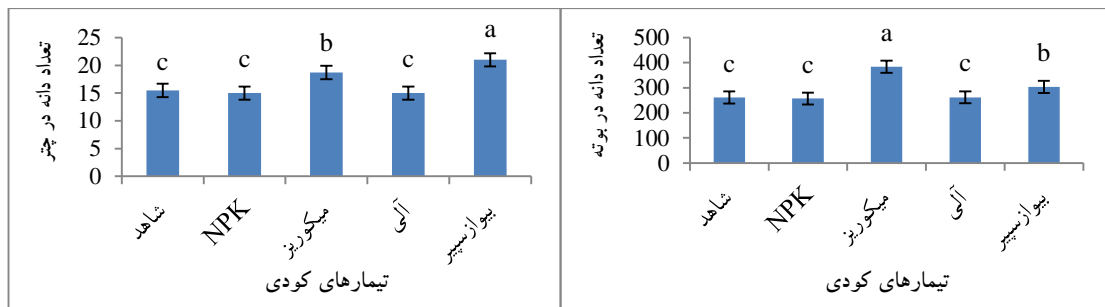 تعداد دانه در چتر
25
20
15
10
5
0
c
c
b
c
a
شاهد
NPK
میکوریز
آلی
بیوازسپیر
تیمارهای کودی
تعداد دانه در بوته
500
400
300
200
100
0
c
c
a
c
b
شاهد
NPK
میکوریز
آلی
بیوازسپیر
تیمارهای کودی